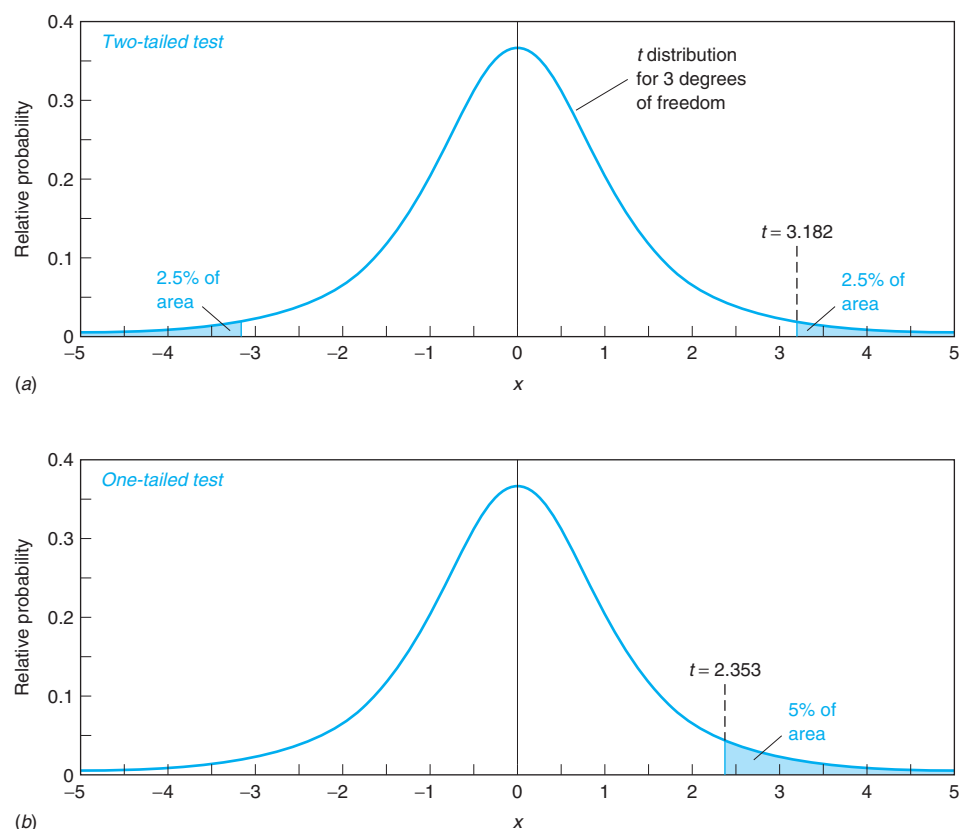 0.4
Two-tailed test
t distribution
for 3 degrees
of freedom
0.3
Relative probability
0.2
t = 3.182
0.1
2.5% of
area
2.5% of
area
0
–5 –4 –3 –2 –1 0 1 2 3 4 5
(a)
x
0.4
One-tailed test
0.3
Relative probability
0.2
t = 2.353
0.1
5% of
area
0
–5 –4 –3 –2 –1 0 1 2 3 4 5
(b)
x